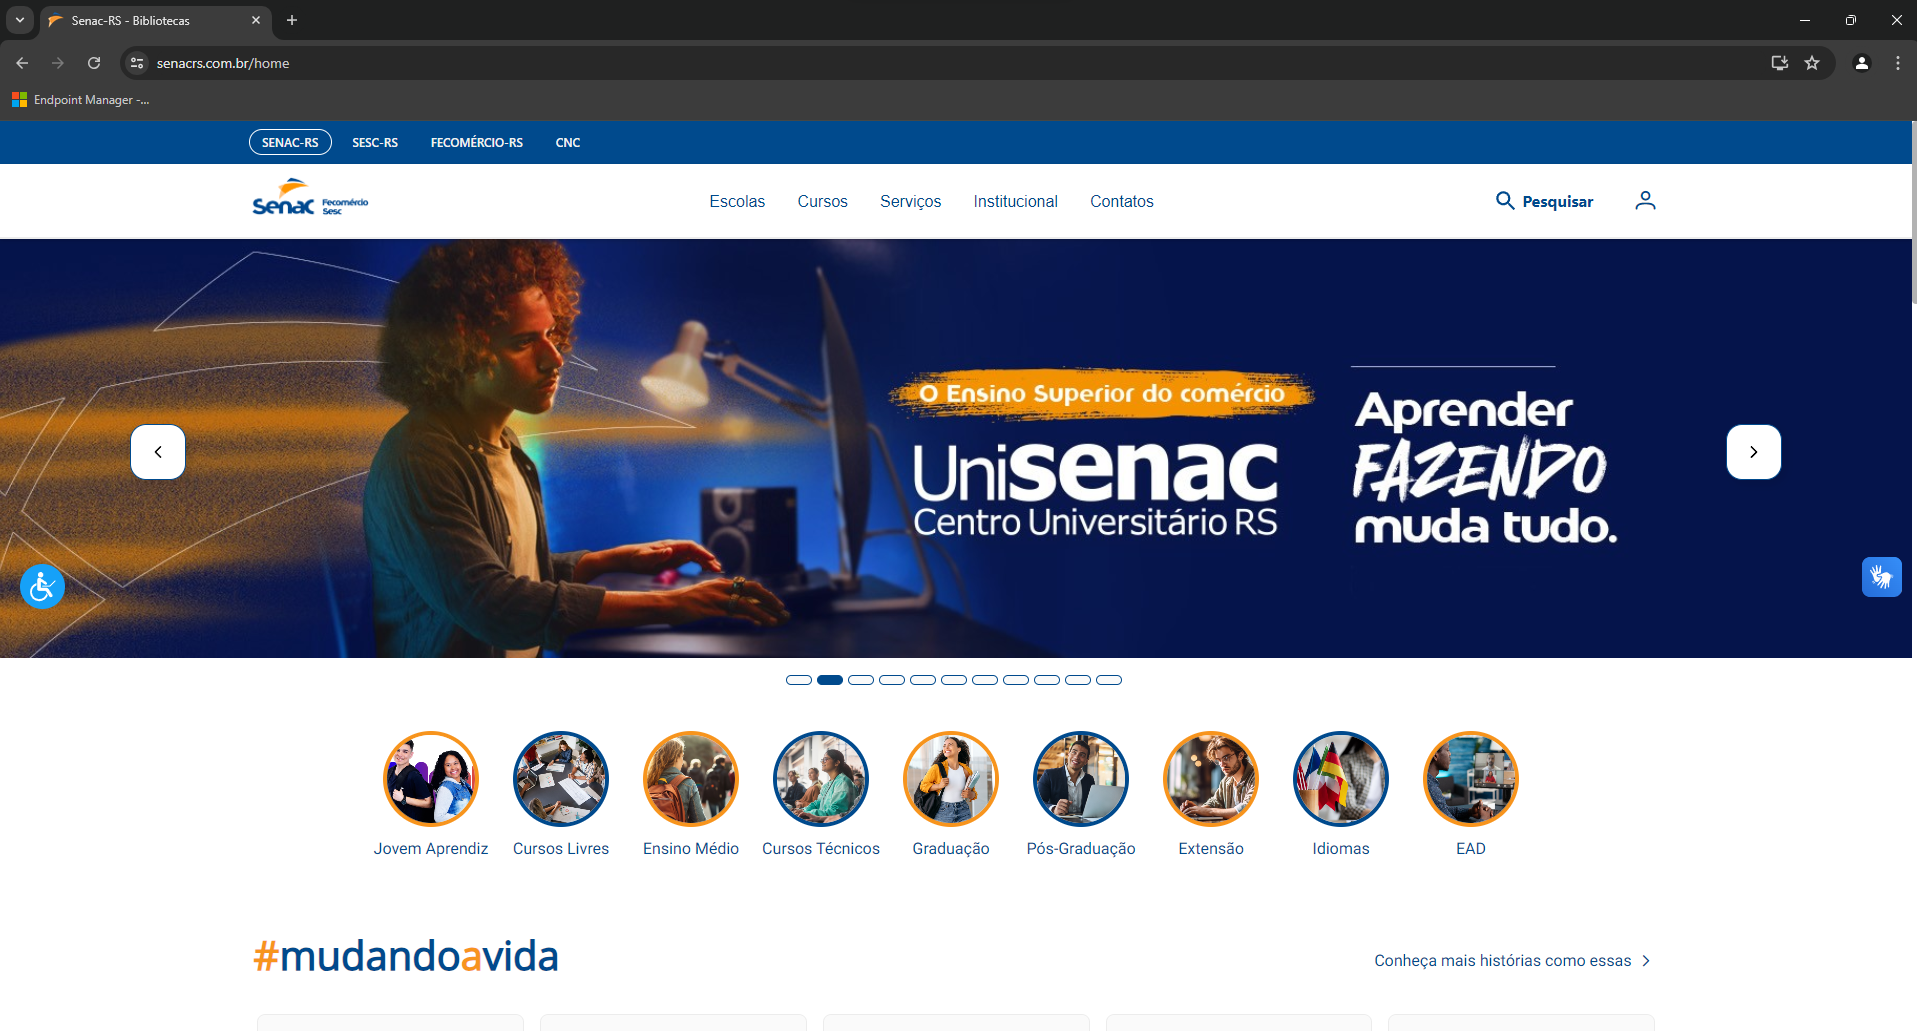 Senac-RS - Bibliotecas
senacrs.com.br/home
Endpoint Manager -...
SENAC-RS SESC-RS FECOMÉRCIO-RS CNC
Senac Fecomércio
Sesc
Escolas Cursos Serviços Institucional Contatos Pesquisar
O Ensino Superior do comércio
UniSenac
Centro Universitário RS
Aprender
FAZENDO
muda tudo.
Jovem Aprendiz Cursos Livres Ensino Médio Cursos Técnicos Graduação Pós-Graduação Extensão Idiomas EAD
#mudandoavida
Conheça mais histórias como essas